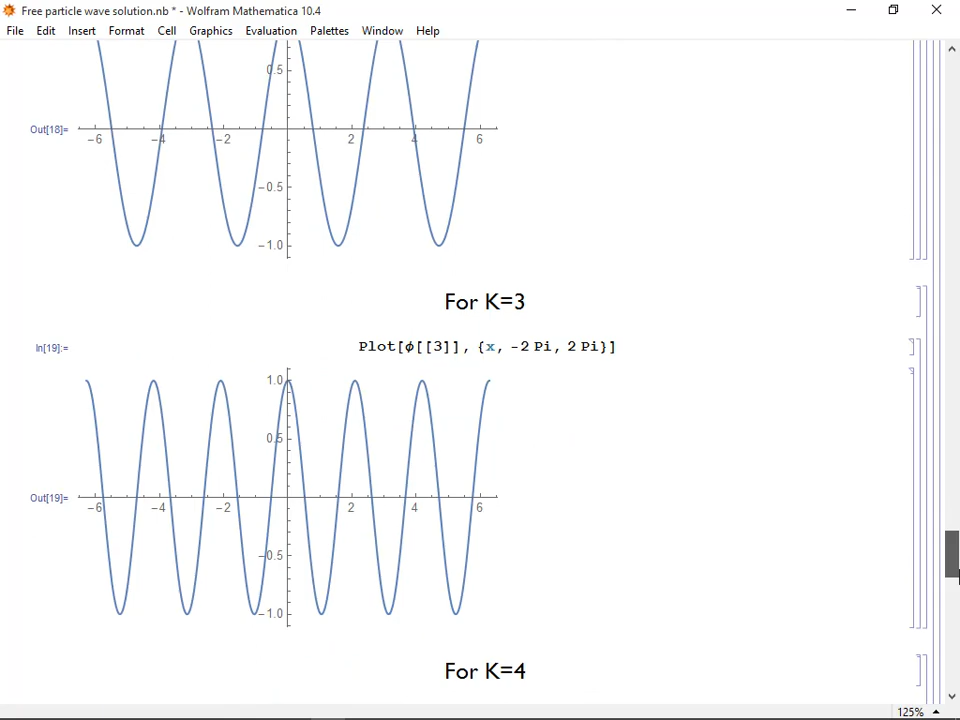 Free particle wave solution.nb * - Wolfram Mathematica 10.4
File Edit Insert Format Cell Graphics Evaluation Palettes Window Help
0.5
Out[18]=
-6 -4 -2 2 4 6
-0.5
-1.0
For K=3
In[19]:= Plot[ϕ[[3]], {x, -2 Pi, 2 Pi}]
1.0
0.5
Out[19]=
-6 -4 -2 2 4 6
-0.5
-1.0
For K=4
125%